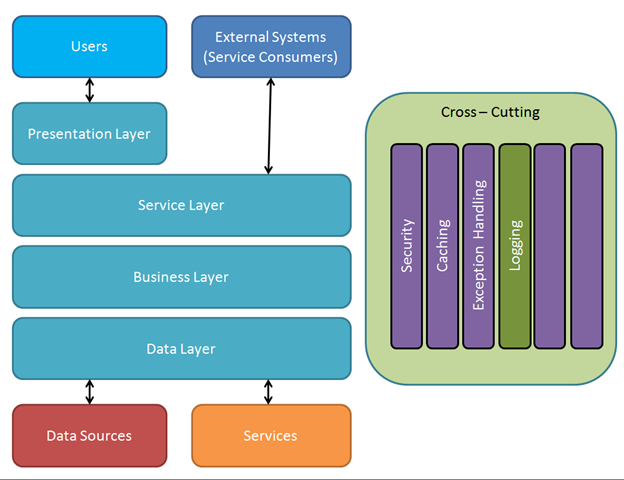 Users
External Systems
(Service Consumers)
Presentation Layer
Service Layer
Business Layer
Data Layer
Data Sources
Services
Cross – Cutting
Security
Caching
Exception Handling
Logging